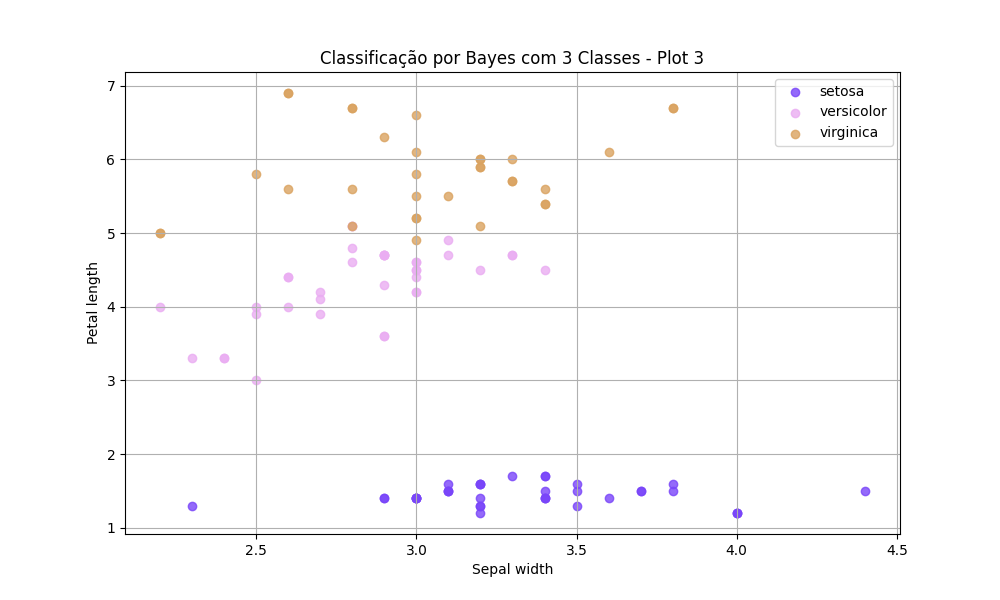 Classificação por Bayes com 3 Classes - Plot 3
setosa
versicolor
virginica
7
6
5
4
3
2
1
Petal length
2.5
3.0
3.5
4.0
4.5
Sepal width